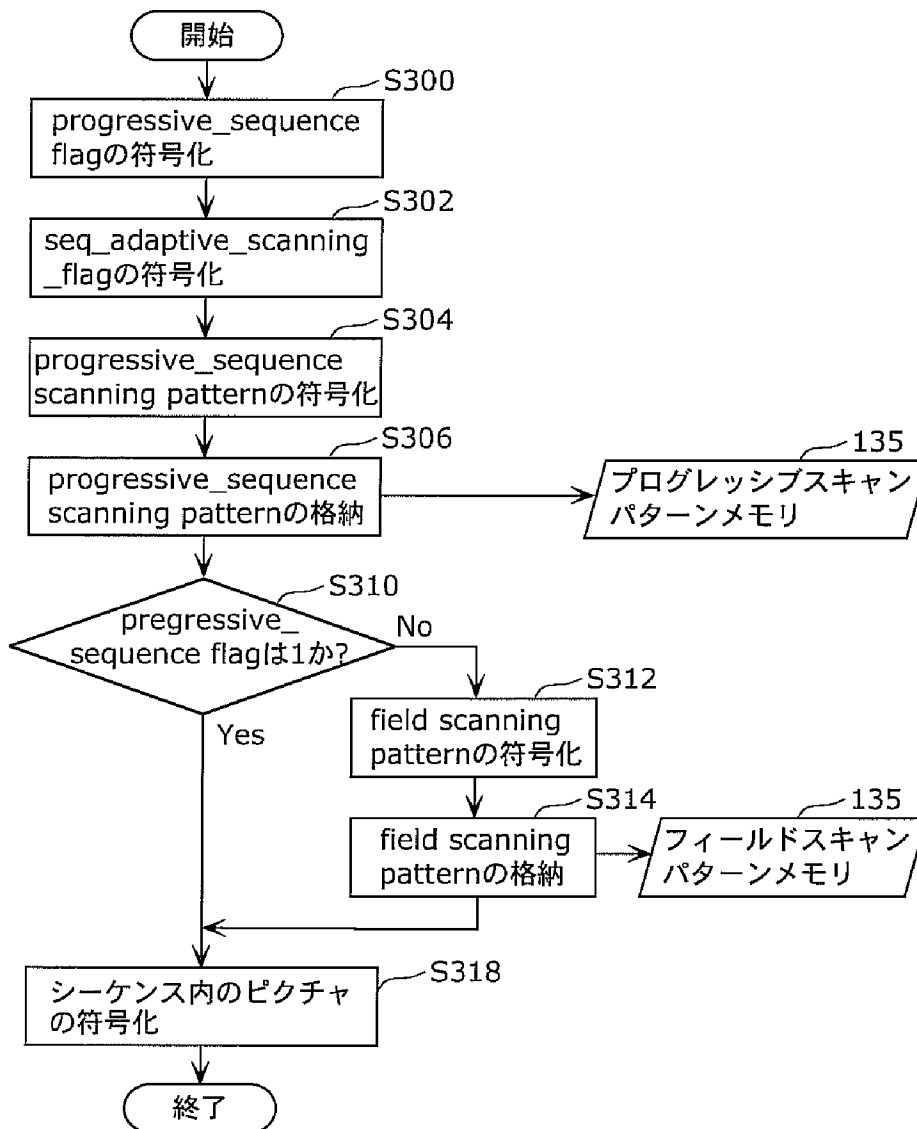 開始
S300
progressive_sequence
flagの符号化
S302
seq_adaptive_scanning
_flagの符号化
S304
progressive_sequence
scanning patternの符号化
S306
progressive_sequence
scanning patternの格納
135
プログレッシブスキャン
パターンメモリ
S310
pregressive_
sequence flagは1か?
No
Yes
S312
field scanning
patternの符号化
S314
field scanning
patternの格納
135
フィールドスキャン
パターンメモリ
S318
シーケンス内のピクチャ
の符号化
終了